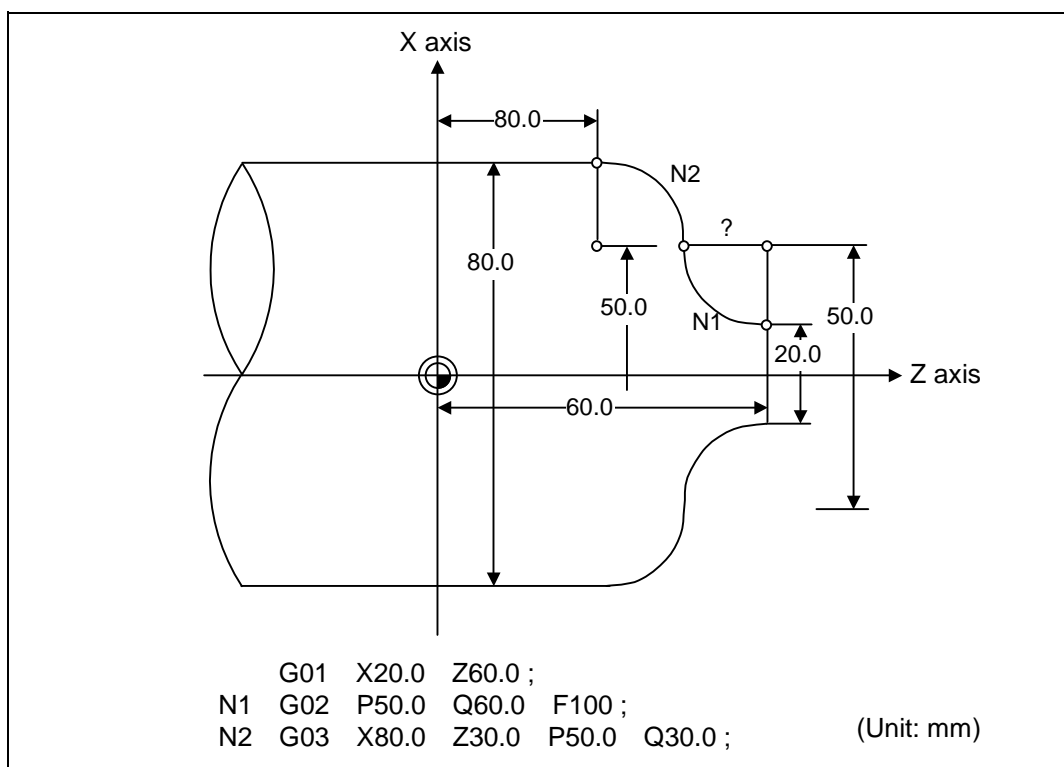 X axis
80.0
N2
?
80.0
50.0
N1
50.0
20.0
Z axis
60.0
G01 X20.0 Z60.0 ;
N1 G02 P50.0 Q60.0 F100 ;
N2 G03 X80.0 Z30.0 P50.0 Q30.0 ;
(Unit: mm)